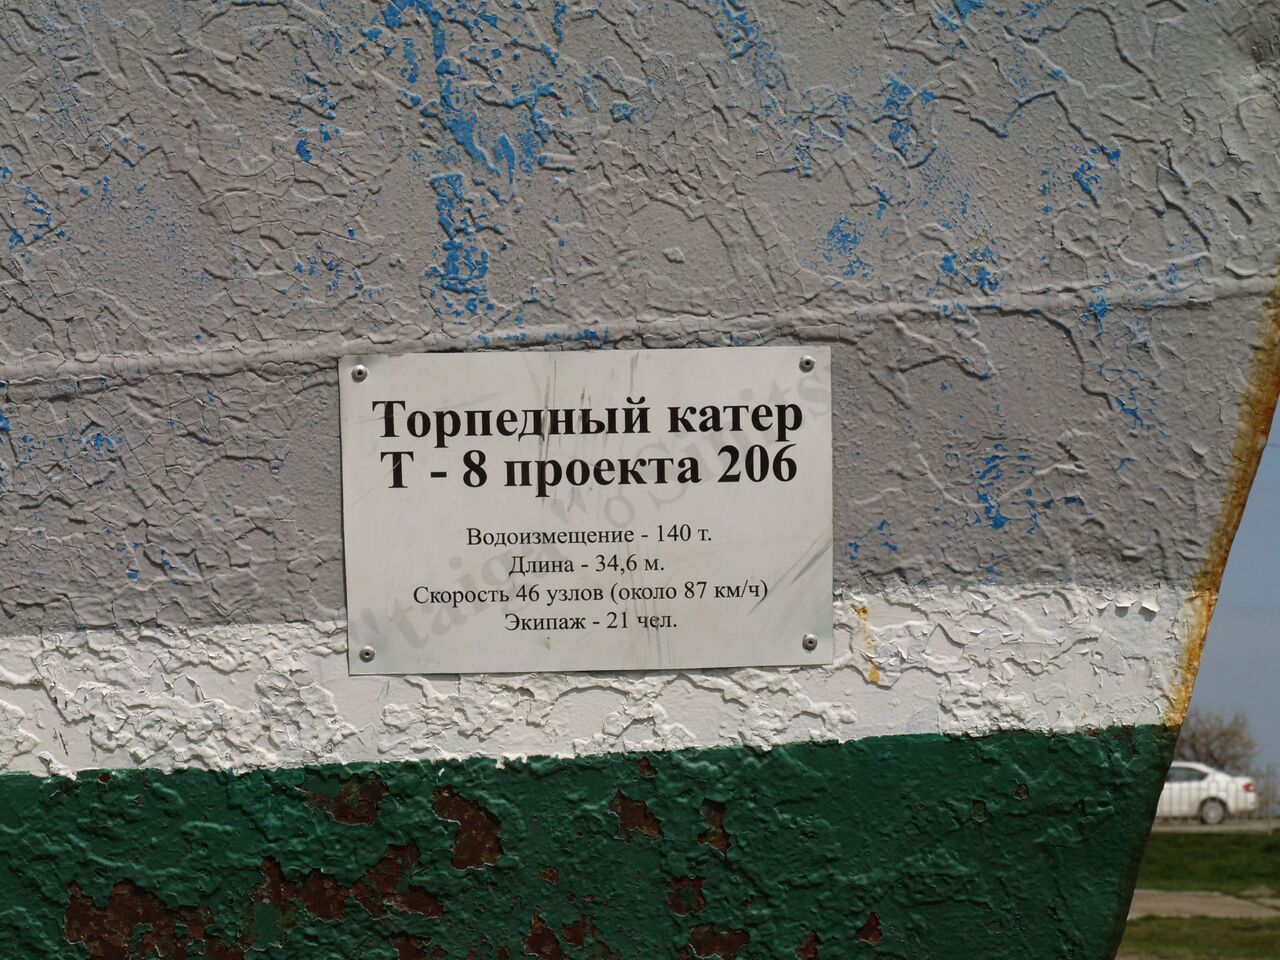 Торпедный катер
Т - 8 проекта 206
Водоизмещение - 140 т.
Длина - 34,6 м.
Скорость 46 узлов (около 87 км/ч)
Экипаж - 21 чел.